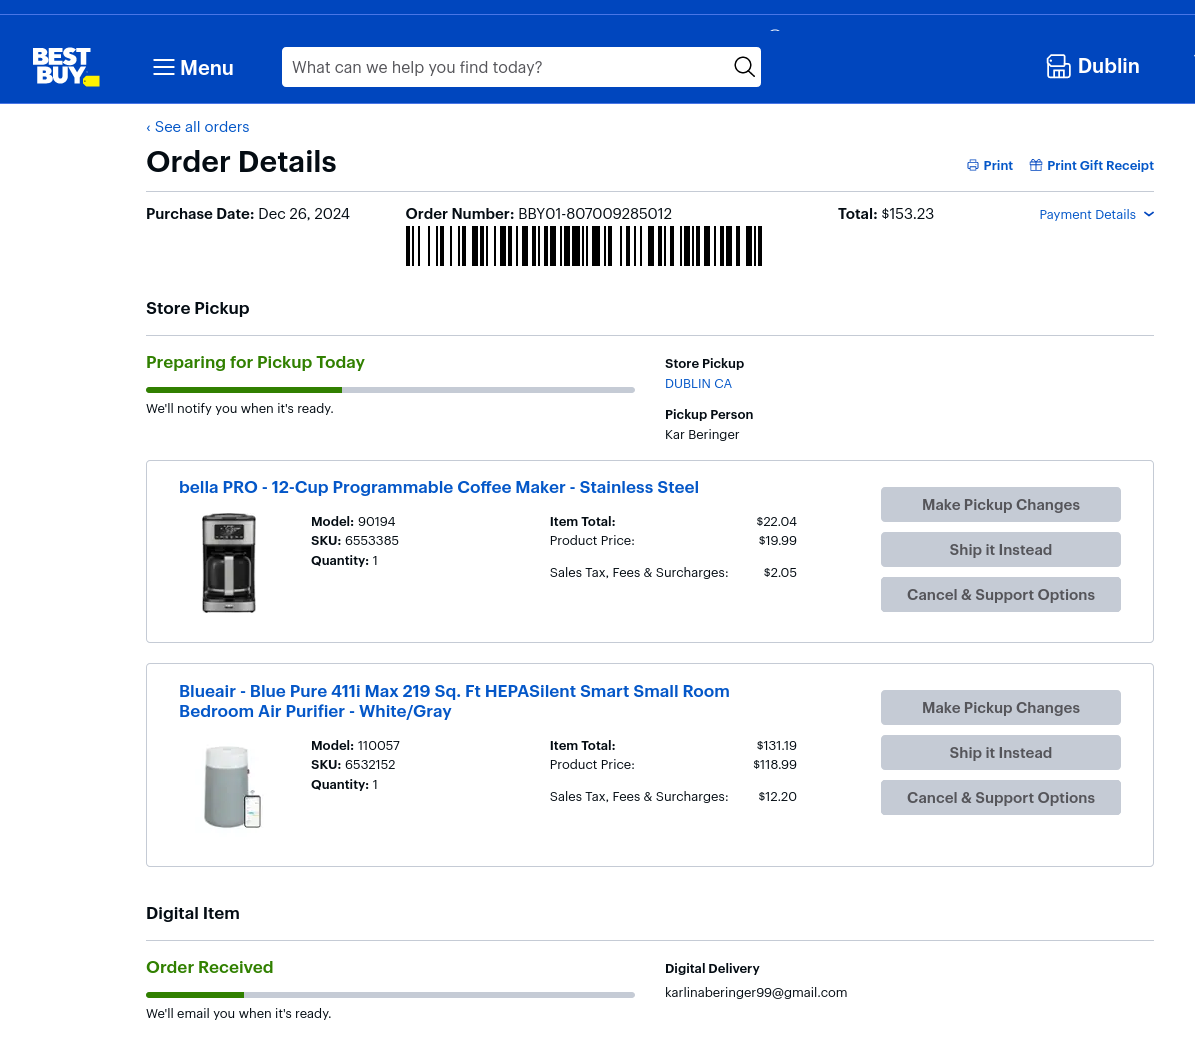 BEST
BUY
Menu
What can we help you find today?
Dublin
‹ See all orders
Order Details
Print
Print Gift Receipt
Purchase Date: Dec 26, 2024
Order Number: BBY01-807009285012
Total: $153.23
Payment Details
Store Pickup
Preparing for Pickup Today
We'll notify you when it's ready.
Store Pickup
DUBLIN CA
Pickup Person
Kar Beringer
bella PRO - 12-Cup Programmable Coffee Maker - Stainless Steel
Model: 90194
SKU: 6553385
Quantity: 1
Item Total: $22.04
Product Price: $19.99
Sales Tax, Fees & Surcharges: $2.05
Make Pickup Changes
Ship it Instead
Cancel & Support Options
Blueair - Blue Pure 411i Max 219 Sq. Ft HEPASilent Smart Small Room
Bedroom Air Purifier - White/Gray
Model: 110057
SKU: 6532152
Quantity: 1
Item Total: $131.19
Product Price: $118.99
Sales Tax, Fees & Surcharges: $12.20
Make Pickup Changes
Ship it Instead
Cancel & Support Options
Digital Item
Order Received
We'll email you when it's ready.
Digital Delivery
karlinaberinger99@gmail.com